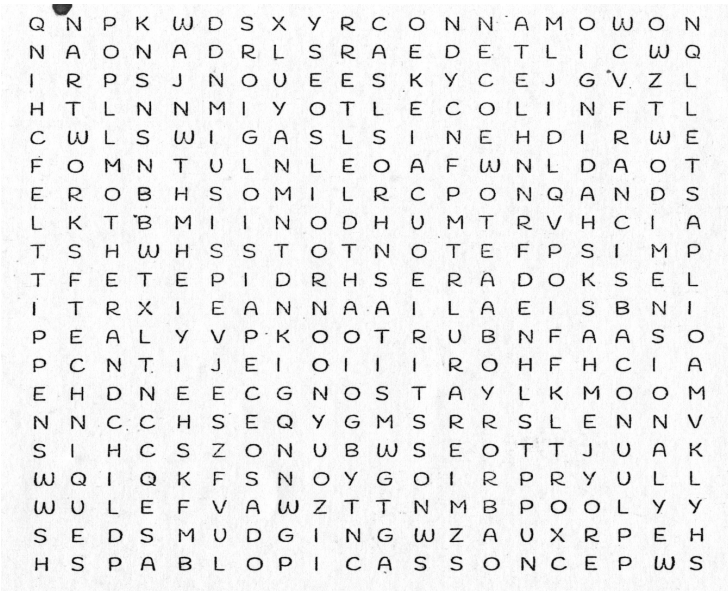 Q N P K W D S X Y R C O N N A M O W O N
N A O N A D R L S R A E D E T L I C W Q
I R P S J N O U E E S K Y C E J G V Z L
H T L N N M I Y O T L E C O L I N F T L
C W L S W I G A S L S I N E H D I R W E
F O M N T U L N L E O A F W N L D A O T
E R O B H S O M I L R C P O N Q A N D S
L K T B M I I N O D H U M T R V H C I A
T S H W H S S T O T N O T E F P S I M P
T F E T E P I D R H S E R A D O K S E L
I T R X I E A N N A A I L A E I S B N I
P E A L Y V P K O O T R U B N F A A S O
P C N T I J E I O I I I R O H F H C I A
E H D N E E C G N O S T A Y L K M O O M
N N C C H S E Q Y G M S R R S L E N N V
S I H C S Z O N U B W S E O T T J U A K
W Q I Q K F S N O Y G O I R P R Y U L L
W U L E F V A W Z T T N M B P O O L Y Y
S E D S M U D G I N G W Z A U X R P E H
H S P A B L O P I C A S S O N C E P W S